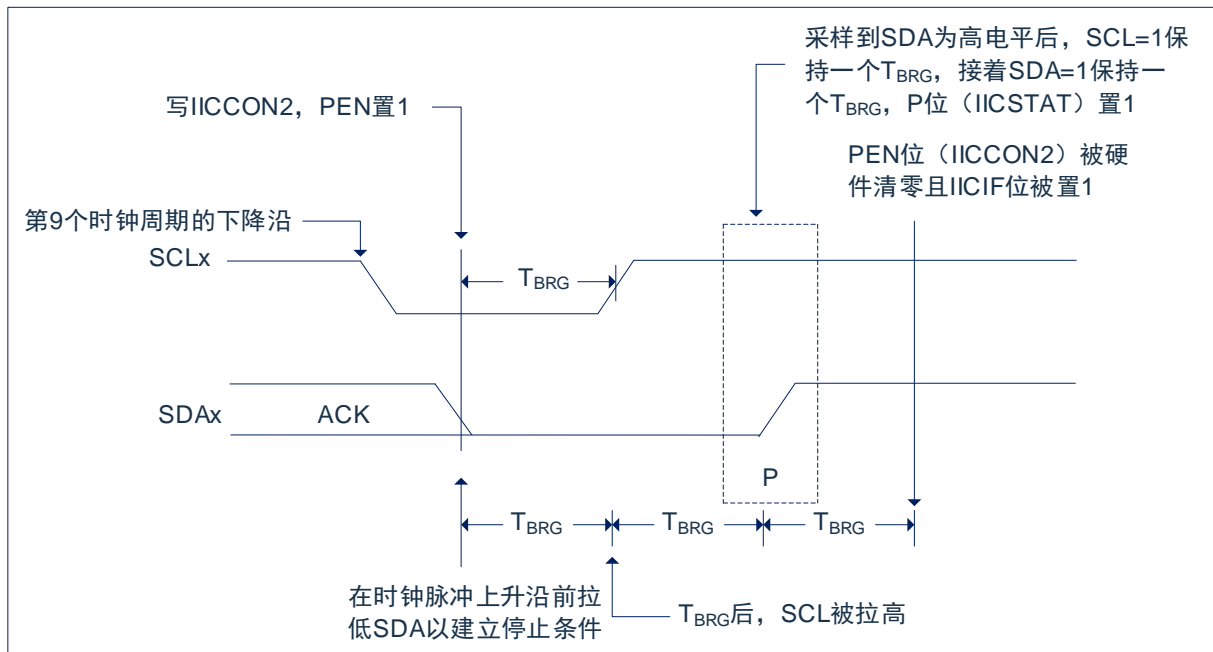 采样到SDA为高电平后，SCL=1保
持一个TBRG，接着SDA=1保持一
个TBRG，P位（IICSTAT）置1
写IICCON2，PEN置1
PEN位（IICCON2）被硬
件清零且IICIF位被置1
第9个时钟周期的下降沿
SCLx
TBRG
SDAx
ACK
P
TBRG
TBRG
TBRG
在时钟脉冲上升沿前拉
低SDA以建立停止条件
TBRG后，SCL被拉高